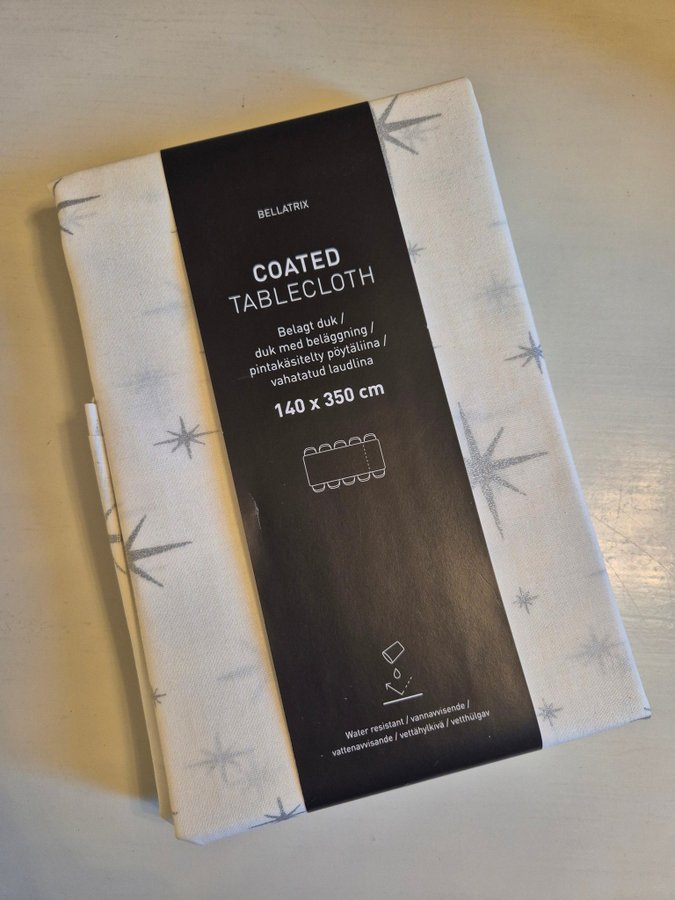 BELLATRIX
COATED
TABLECLOTH
Belagt duk /
duk med beläggning /
pintakäsitelty pöytäliina /
vahatatud laudlina
140 x 350 cm
Water resistant / vannavvisende /
vattenavvisande / vettähylkivä / vetthülgav